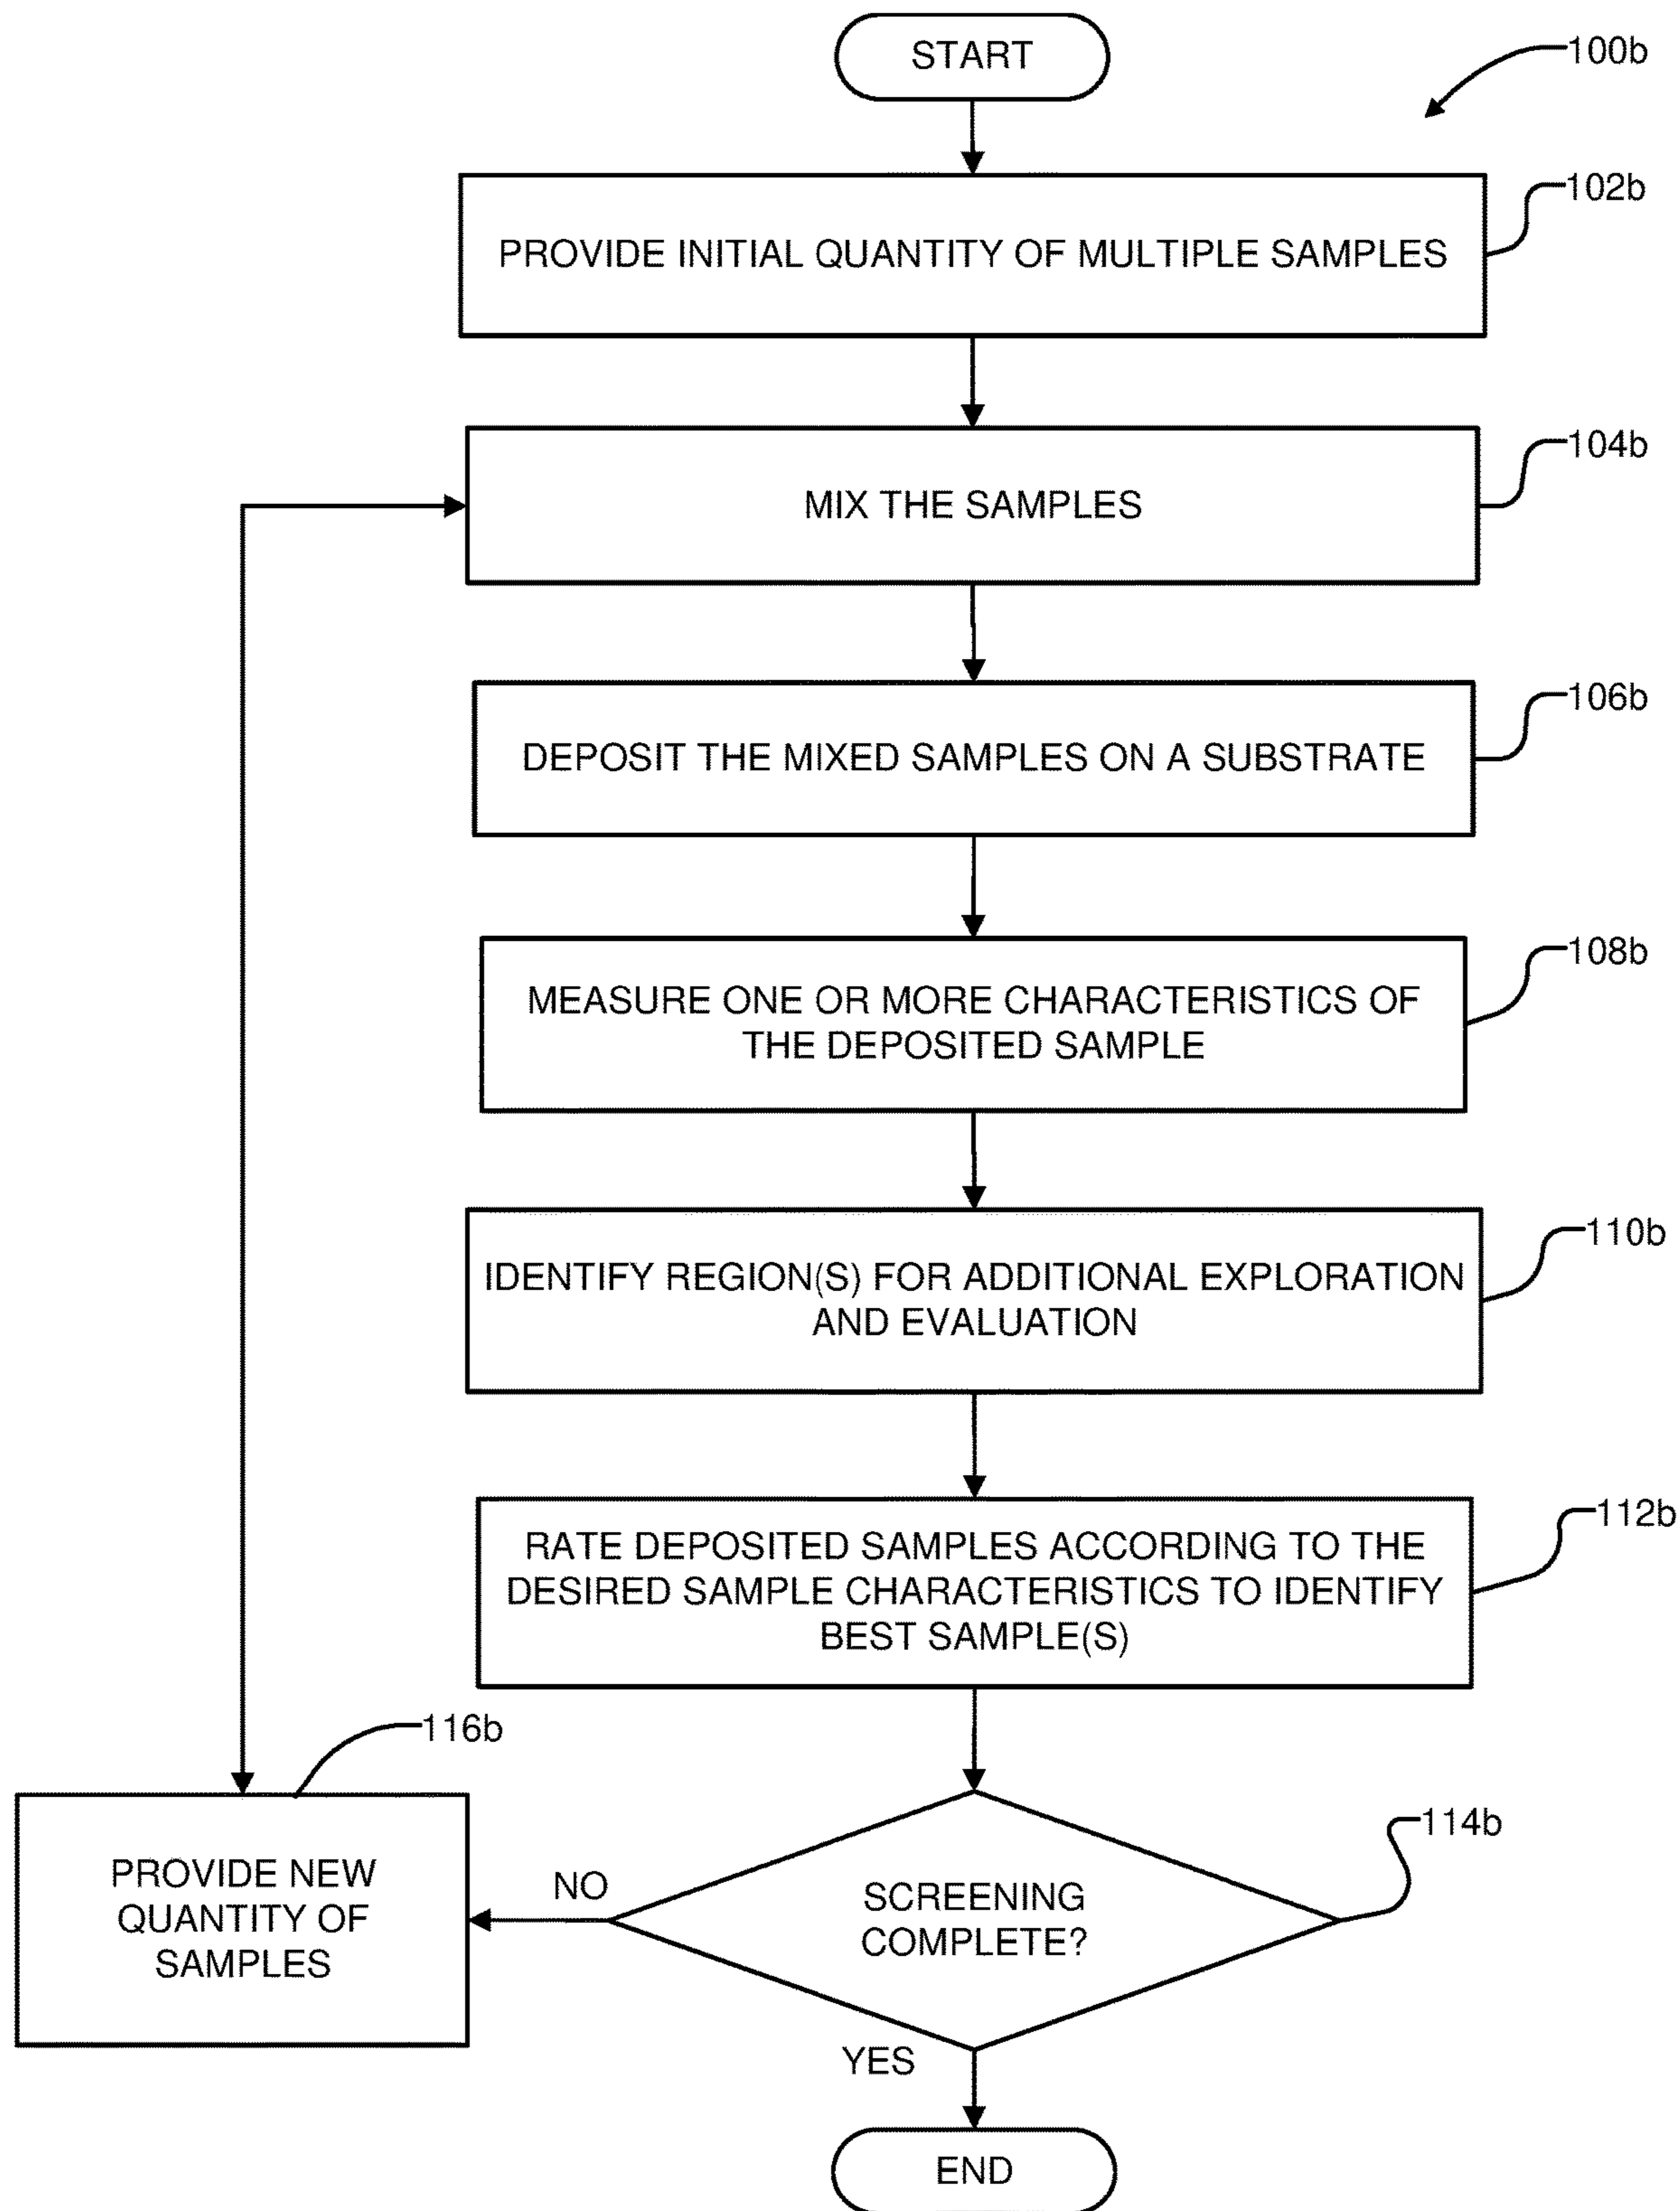 START
100b
102b
PROVIDE INITIAL QUANTITY OF MULTIPLE SAMPLES
104b
MIX THE SAMPLES
106b
DEPOSIT THE MIXED SAMPLES ON A SUBSTRATE
108b
MEASURE ONE OR MORE CHARACTERISTICS OF
THE DEPOSITED SAMPLE
110b
IDENTIFY REGION(S) FOR ADDITIONAL EXPLORATION
AND EVALUATION
112b
RATE DEPOSITED SAMPLES ACCORDING TO THE
DESIRED SAMPLE CHARACTERISTICS TO IDENTIFY
BEST SAMPLE(S)
116b
114b
PROVIDE NEW
QUANTITY OF
SAMPLES
NO
SCREENING
COMPLETE?
YES
END